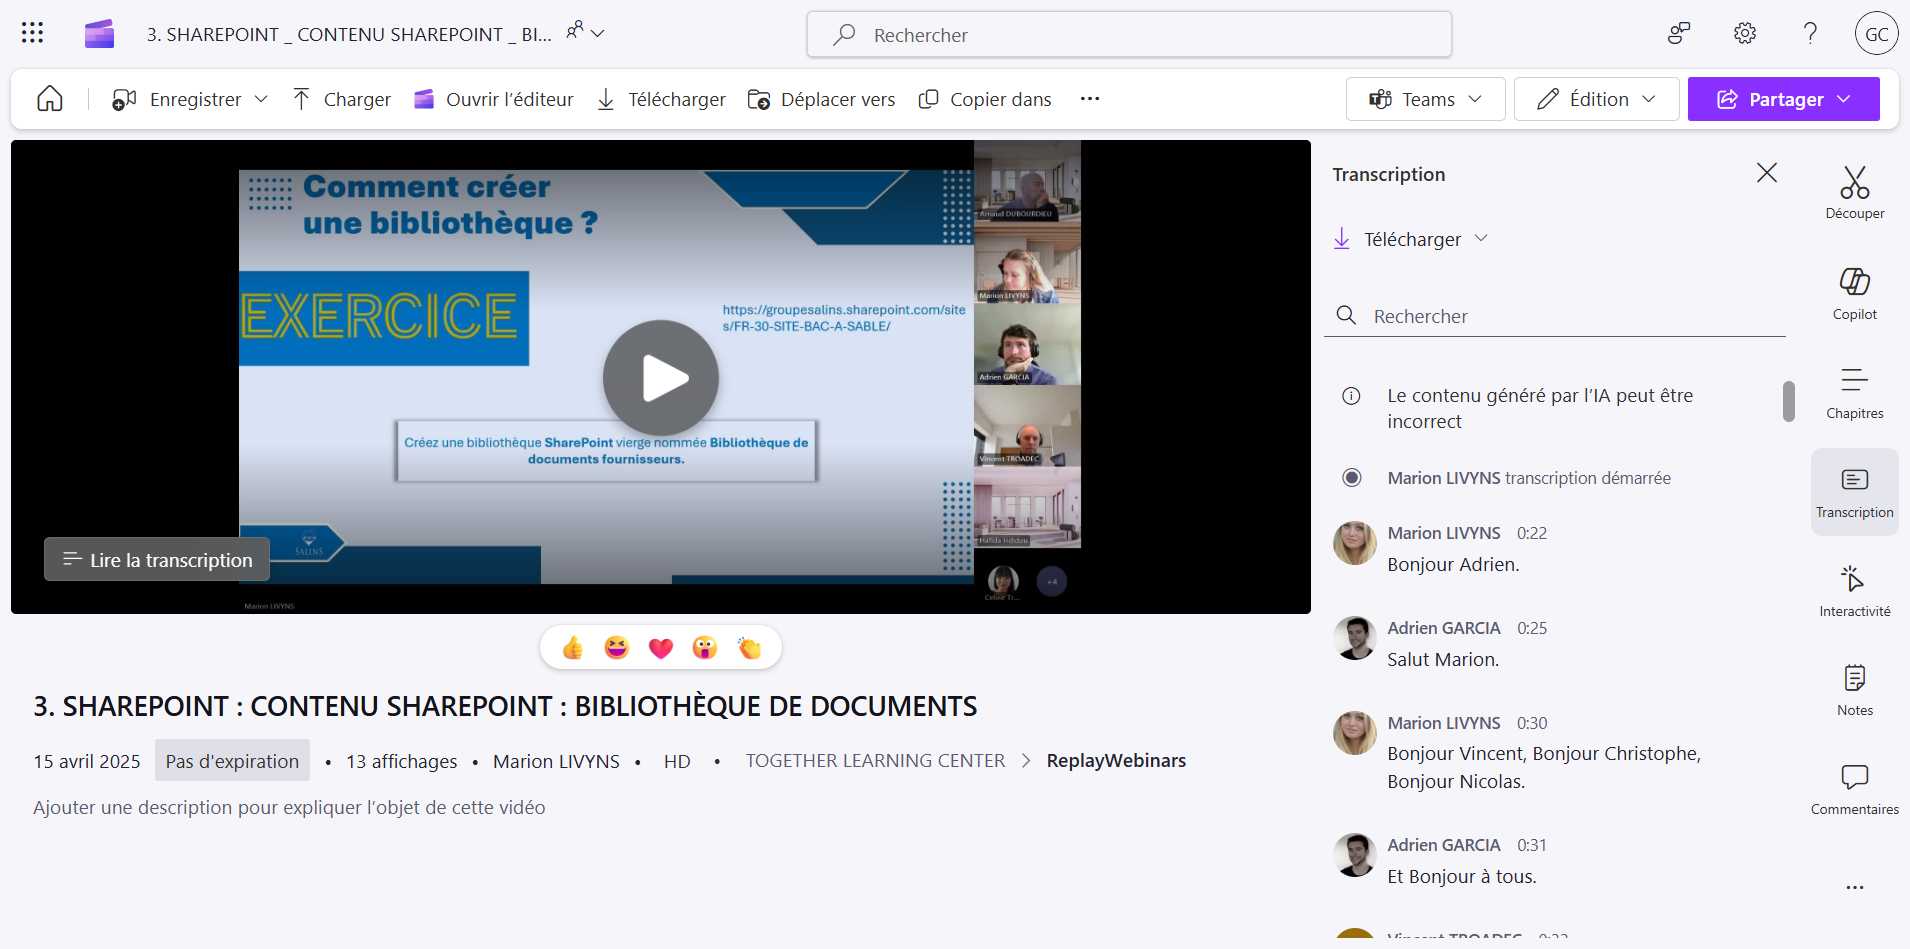 3. SHAREPOINT _ CONTENU SHAREPOINT _ BI...
Rechercher
GC
Enregistrer
Charger
Ouvrir l'éditeur
Télécharger
Déplacer vers
Copier dans
Teams
Édition
Partager
Comment créer
une bibliothèque ?
EXERCICE
https://groupesalins.sharepoint.com/site
s/FR-30-SITE-BAC-A-SABLE/
Créez une bibliothèque SharePoint vierge nommée Bibliothèque de
documents fournisseurs.
SALINS
Lire la transcription
Marion LIVYNS
Arnaud DUBOURDIEU
Marion LIVYNS
Adrien GARCIA
Vincent TROADEC
Hafida Hdidou
+4
3. SHAREPOINT : CONTENU SHAREPOINT : BIBLIOTHÈQUE DE DOCUMENTS
15 avril 2025 Pas d'expiration • 13 affichages • Marion LIVYNS • HD • TOGETHER LEARNING CENTER > ReplayWebinars
Ajouter une description pour expliquer l'objet de cette vidéo
Transcription
Télécharger
Rechercher
Le contenu généré par l'IA peut être
incorrect
Marion LIVYNS transcription démarrée
Marion LIVYNS 0:22
Bonjour Adrien.
Adrien GARCIA 0:25
Salut Marion.
Marion LIVYNS 0:30
Bonjour Vincent, Bonjour Christophe,
Bonjour Nicolas.
Adrien GARCIA 0:31
Et Bonjour à tous.
Vincent TROADEC 0:33
Découper
Copilot
Chapitres
Transcription
Interactivité
Notes
Commentaires